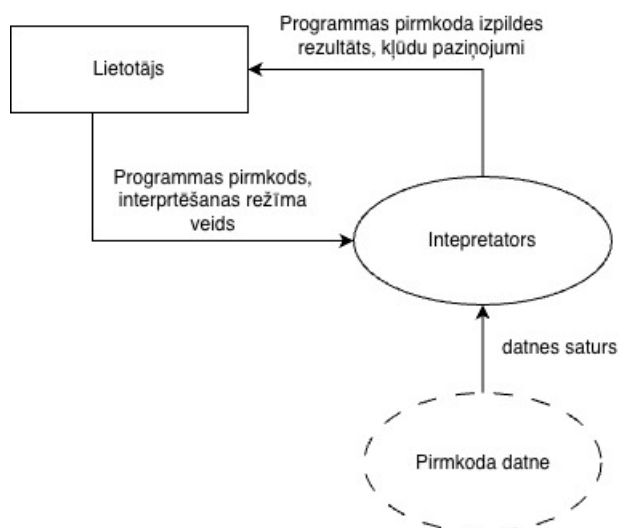 Programmas pirmkoda izpildes
rezultāts, kļūdu paziņojumi
Lietotājs
Programmas pirmkods,
interprtēšanas režīma
veids
Intepretators
datnes saturs
Pirmkoda datne